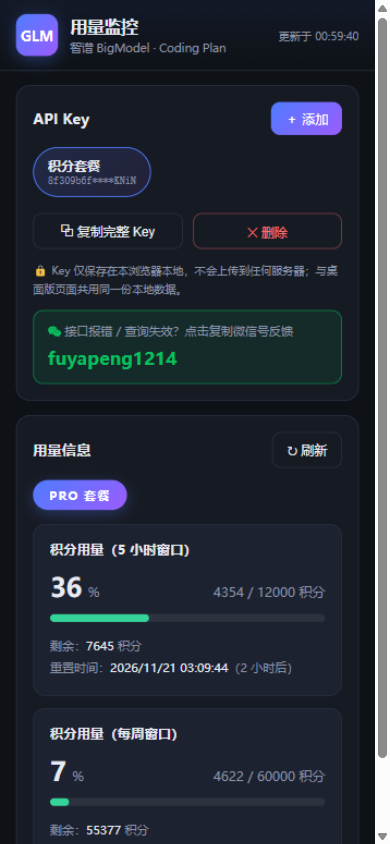 GLM
用量监控
智谱 BigModel · Coding Plan
更新于 00:59:40
API Key
+ 添加
积分套餐
8f309b6f****KNiN
复制完整 Key
删除
Key 仅保存在本浏览器本地，不会上传到任何服务器；与桌
面版页面共用同一份本地数据。
接口报错 / 查询失效？点击复制微信号反馈
fuyapeng1214
用量信息
↻ 刷新
PRO 套餐
积分用量（5 小时窗口）
36 %
4354 / 12000 积分
剩余：7645 积分
重置时间：2026/11/21 03:09:44（2 小时后）
积分用量（每周窗口）
7 %
4622 / 60000 积分
剩余：55377 积分